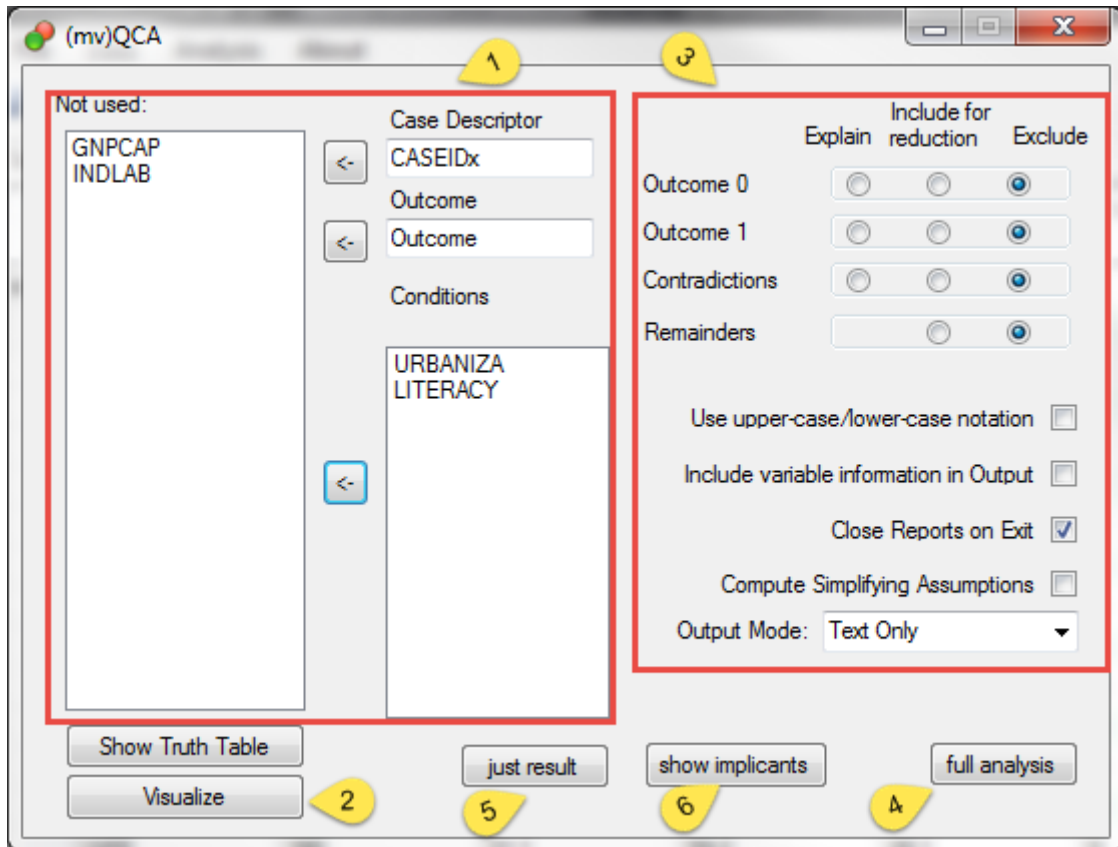 (mv)QCA
1
3
Not used:
GNPCAP
INDLAB
<-
Case Descriptor
CASEIDx
<-
Outcome
Outcome
Conditions
<-
URBANIZA
LITERACY
Explain
Include for
reduction
Exclude
Outcome 0
Outcome 1
Contradictions
Remainders
Use upper-case/lower-case notation
Include variable information in Output
Close Reports on Exit
Compute Simplifying Assumptions
Output Mode: Text Only
Show Truth Table
Visualize
2
just result
5
show implicants
6
full analysis
4